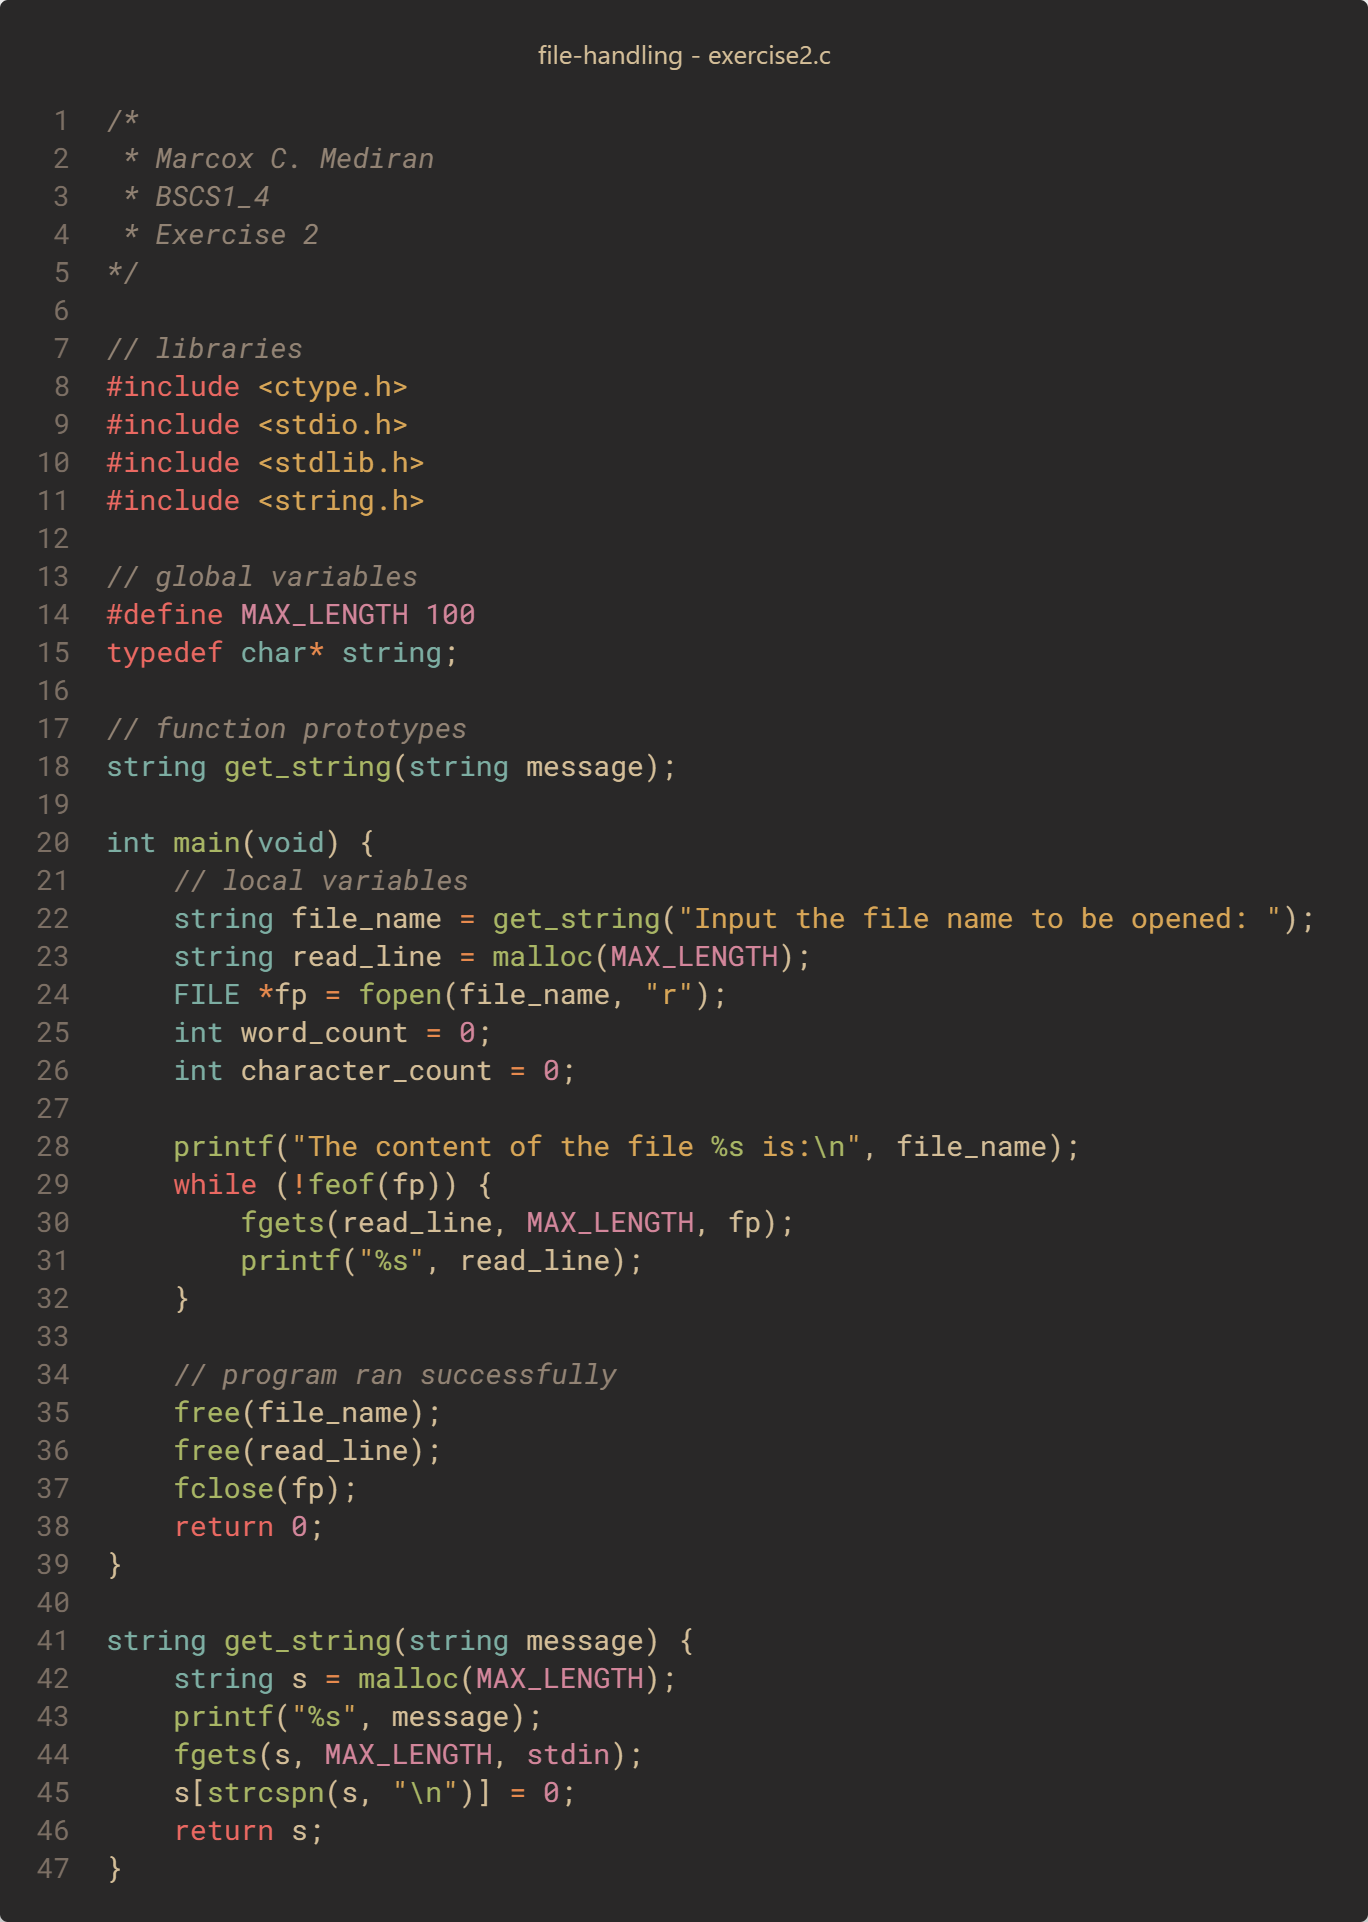 file-handling - exercise2.c
1 /*
2  * Marcox C. Mediran
3  * BSCS1_4
4  * Exercise 2
5 */
6
7 // libraries
8 #include <ctype.h>
9 #include <stdio.h>
10 #include <stdlib.h>
11 #include <string.h>
12
13 // global variables
14 #define MAX_LENGTH 100
15 typedef char* string;
16
17 // function prototypes
18 string get_string(string message);
19
20 int main(void) {
21     // local variables
22     string file_name = get_string("Input the file name to be opened: ");
23     string read_line = malloc(MAX_LENGTH);
24     FILE *fp = fopen(file_name, "r");
25     int word_count = 0;
26     int character_count = 0;
27
28     printf("The content of the file %s is:\n", file_name);
29     while (!feof(fp)) {
30         fgets(read_line, MAX_LENGTH, fp);
31         printf("%s", read_line);
32     }
33
34     // program ran successfully
35     free(file_name);
36     free(read_line);
37     fclose(fp);
38     return 0;
39 }
40
41 string get_string(string message) {
42     string s = malloc(MAX_LENGTH);
43     printf("%s", message);
44     fgets(s, MAX_LENGTH, stdin);
45     s[strcspn(s, "\n")] = 0;
46     return s;
47 }